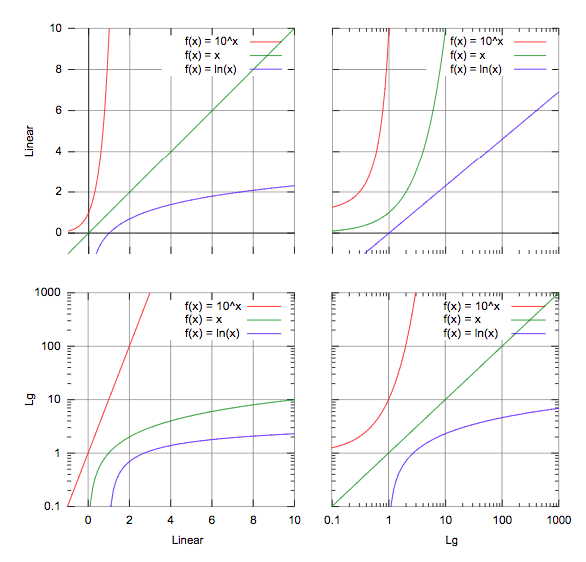 10
8
6
4
2
0
Linear
f(x) = 10^x
f(x) = x
f(x) = ln(x)
f(x) = 10^x
f(x) = x
f(x) = ln(x)
1000
100
10
1
0.1
Lg
f(x) = 10^x
f(x) = x
f(x) = ln(x)
0 2 4 6 8 10
Linear
f(x) = 10^x
f(x) = x
f(x) = ln(x)
0.1 1 10 100 1000
Lg